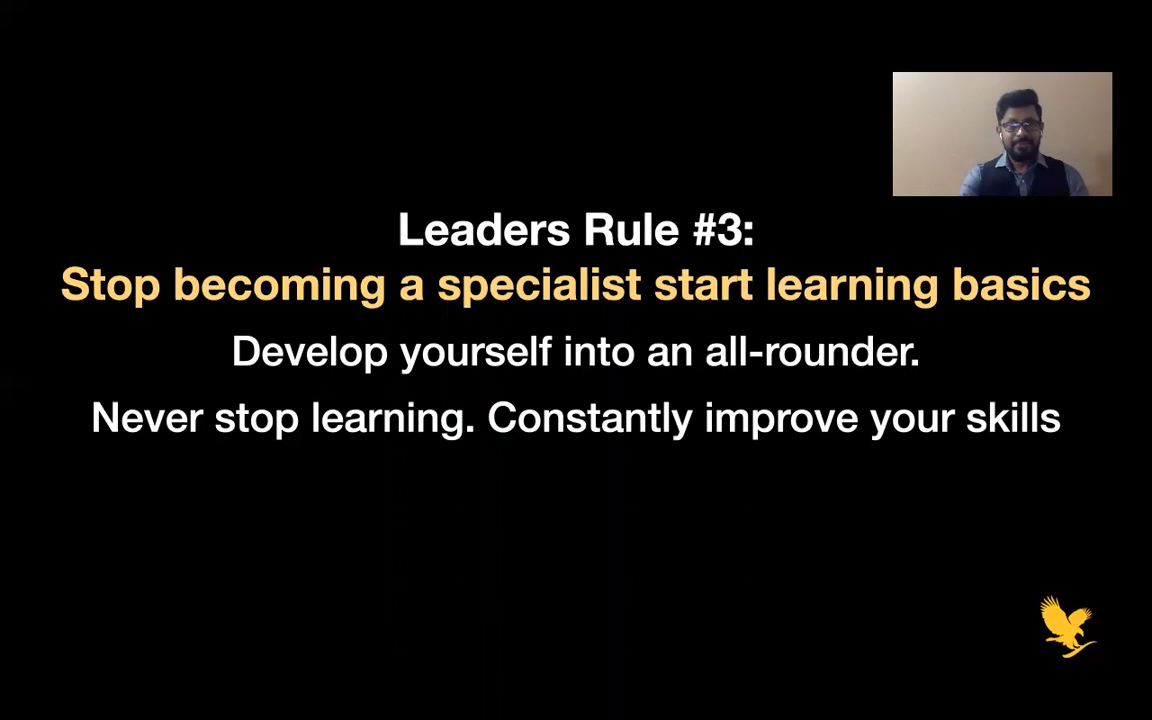 Leaders Rule #3:
Stop becoming a specialist start learning basics
Develop yourself into an all-rounder.
Never stop learning. Constantly improve your skills